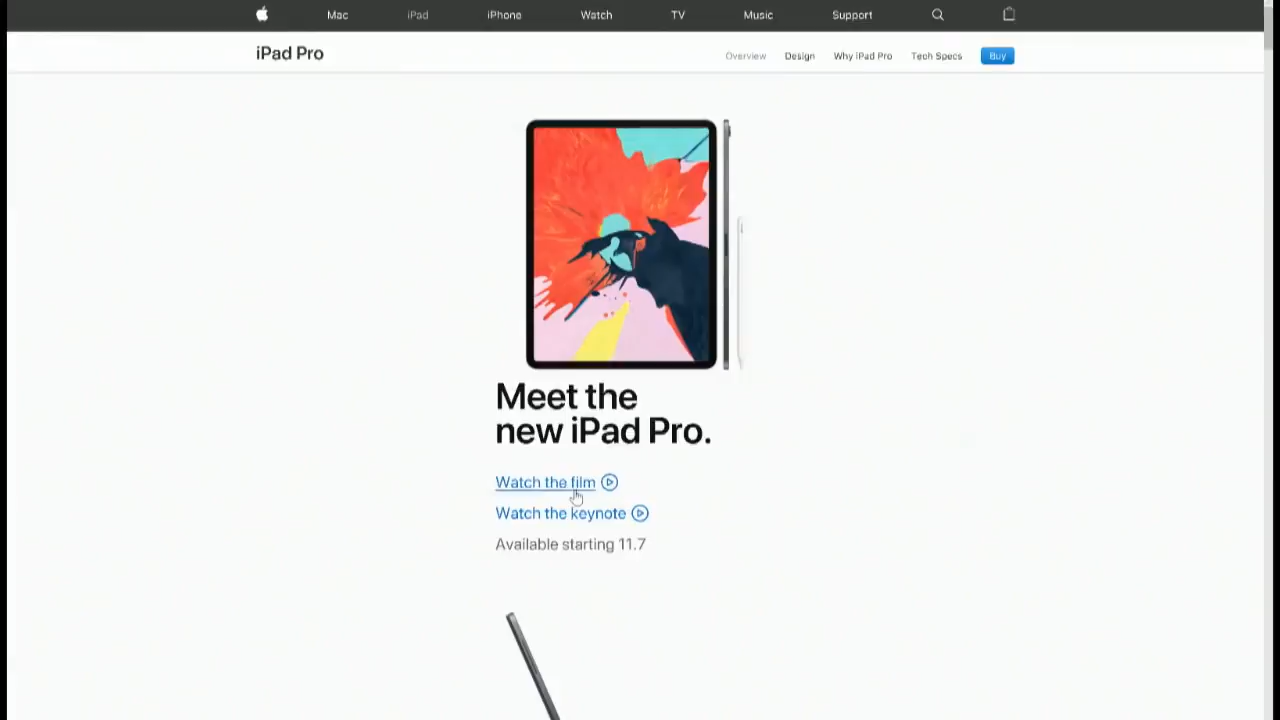 Mac iPad iPhone Watch TV Music Support
iPad Pro
Overview Design Why iPad Pro Tech Specs Buy
Meet the
new iPad Pro.
Watch the film
Watch the keynote
Available starting 11.7